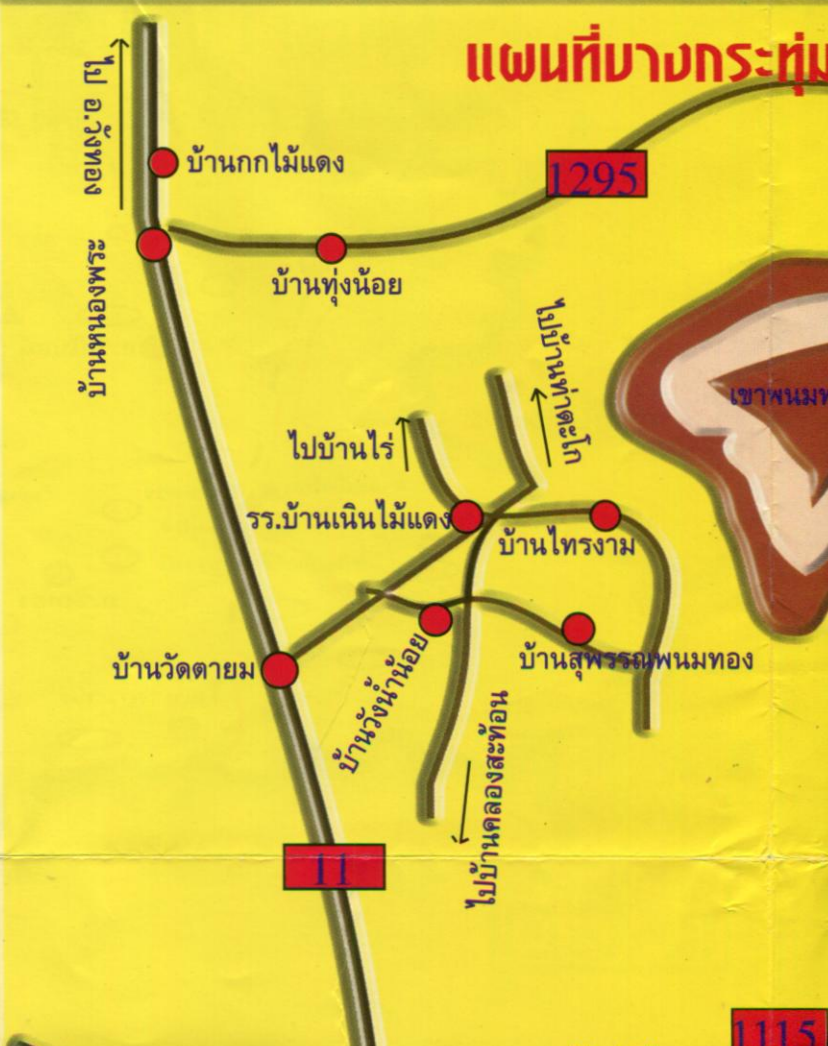 แผนที่บางกระทุ่ม
ไป อ.วังทอง
บ้านกกไม้แดง
1295
บ้านหนองพระ
บ้านทุ่งน้อย
ไปบ้านท่าตะโก
เขาพนม
ไปบ้านไร่
รร.บ้านเนินไม้แดง
บ้านไทรงาม
บ้านวัดตายม
บ้านวังน้ำน้อย
บ้านสุพรรณพนมทอง
ไปบ้านคลองสะท้อน
11
1115